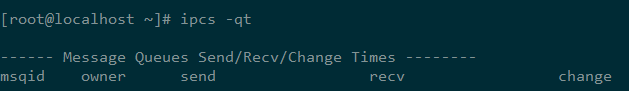 [root@localhost ~]# ipcs -qt
------ Message Queues Send/Recv/Change Times --------
msqid owner send recv change